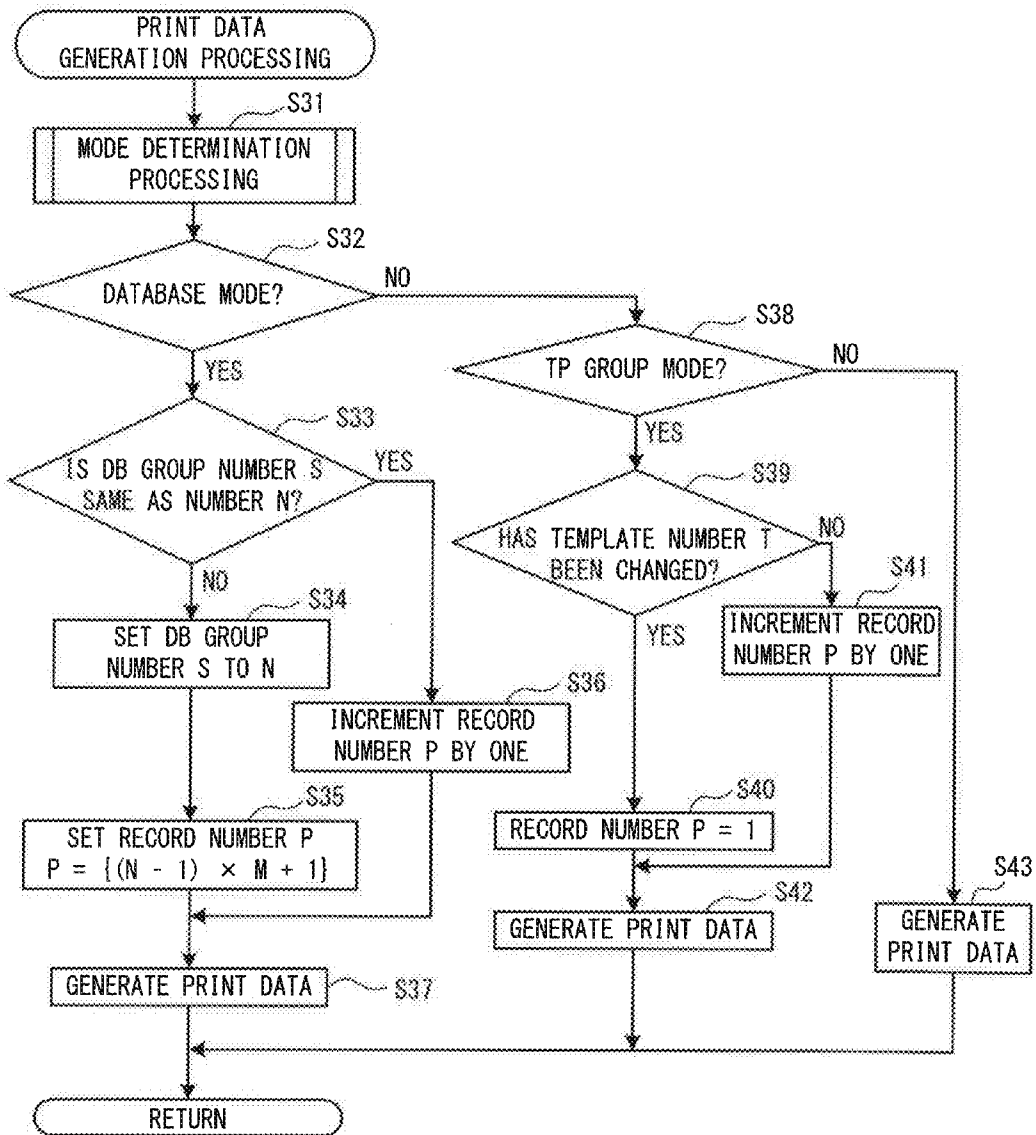 PRINT DATA
GENERATION PROCESSING
S31
MODE DETERMINATION
PROCESSING
S32
DATABASE MODE?
NO
YES
S33
IS DB GROUP NUMBER S
SAME AS NUMBER N?
YES
NO
S34
SET DB GROUP
NUMBER S TO N
S36
INCREMENT RECORD
NUMBER P BY ONE
S35
SET RECORD NUMBER P
P = {(N - 1) × M + 1}
GENERATE PRINT DATA
S37
S38
TP GROUP MODE?
NO
YES
S39
HAS TEMPLATE NUMBER T
BEEN CHANGED?
NO
YES
S41
INCREMENT RECORD
NUMBER P BY ONE
S40
RECORD NUMBER P = 1
S42
GENERATE PRINT DATA
S43
GENERATE
PRINT DATA
RETURN